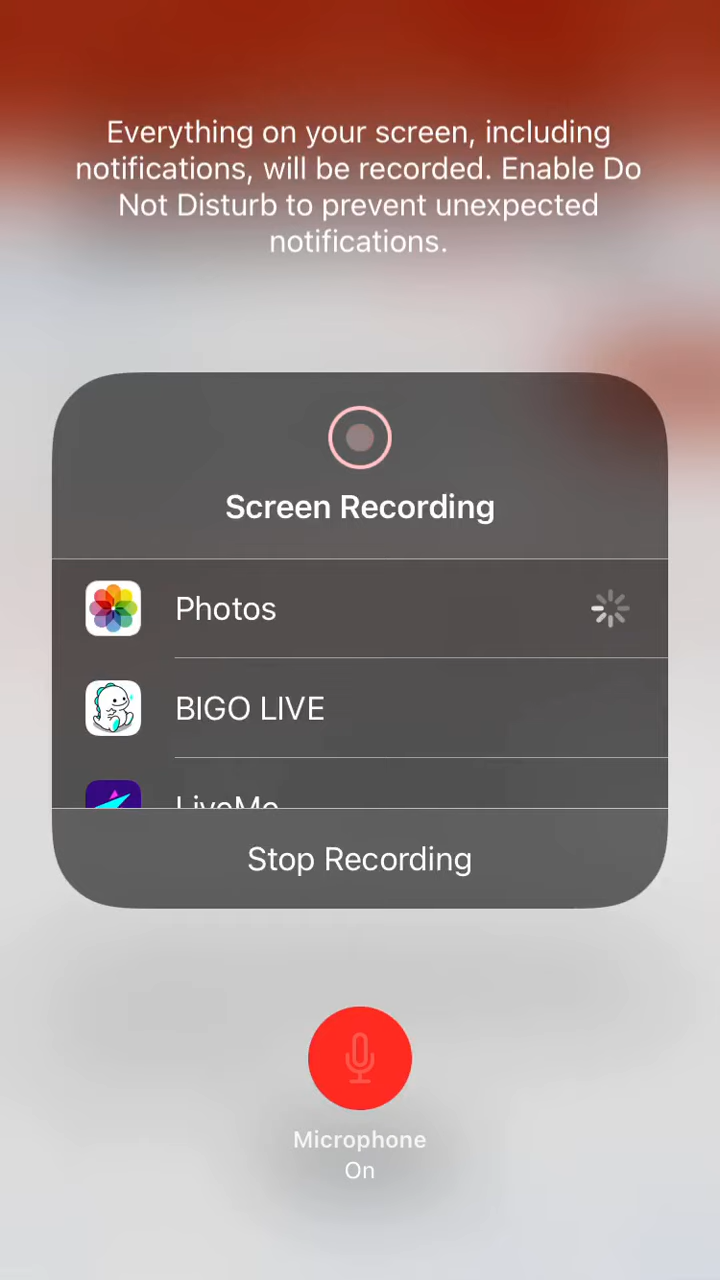 Everything on your screen, including
notifications, will be recorded. Enable Do
Not Disturb to prevent unexpected
notifications.
Screen Recording
Photos
BIGO LIVE
LiveMe
Stop Recording
Microphone
On